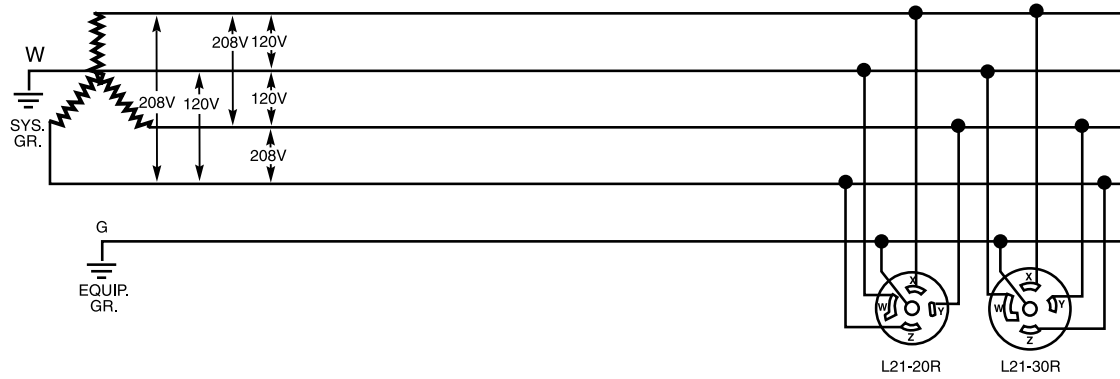 208V 120V
W
208V 120V 120V
SYS.
GR.
208V
G
EQUIP.
GR.
X X
W Y W Y
Z Z
L21-20R L21-30R